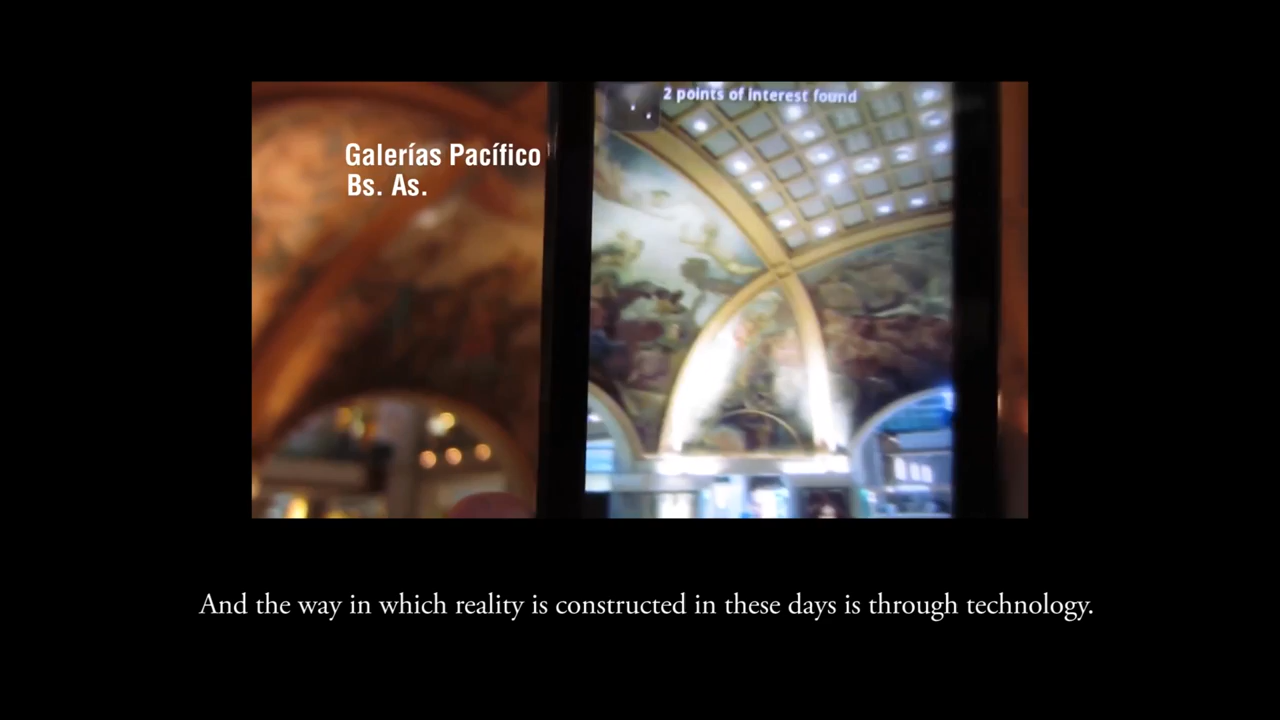 2 points of interest found
Galerías Pacífico
Bs. As.
And the way in which reality is constructed in these days is through technology.